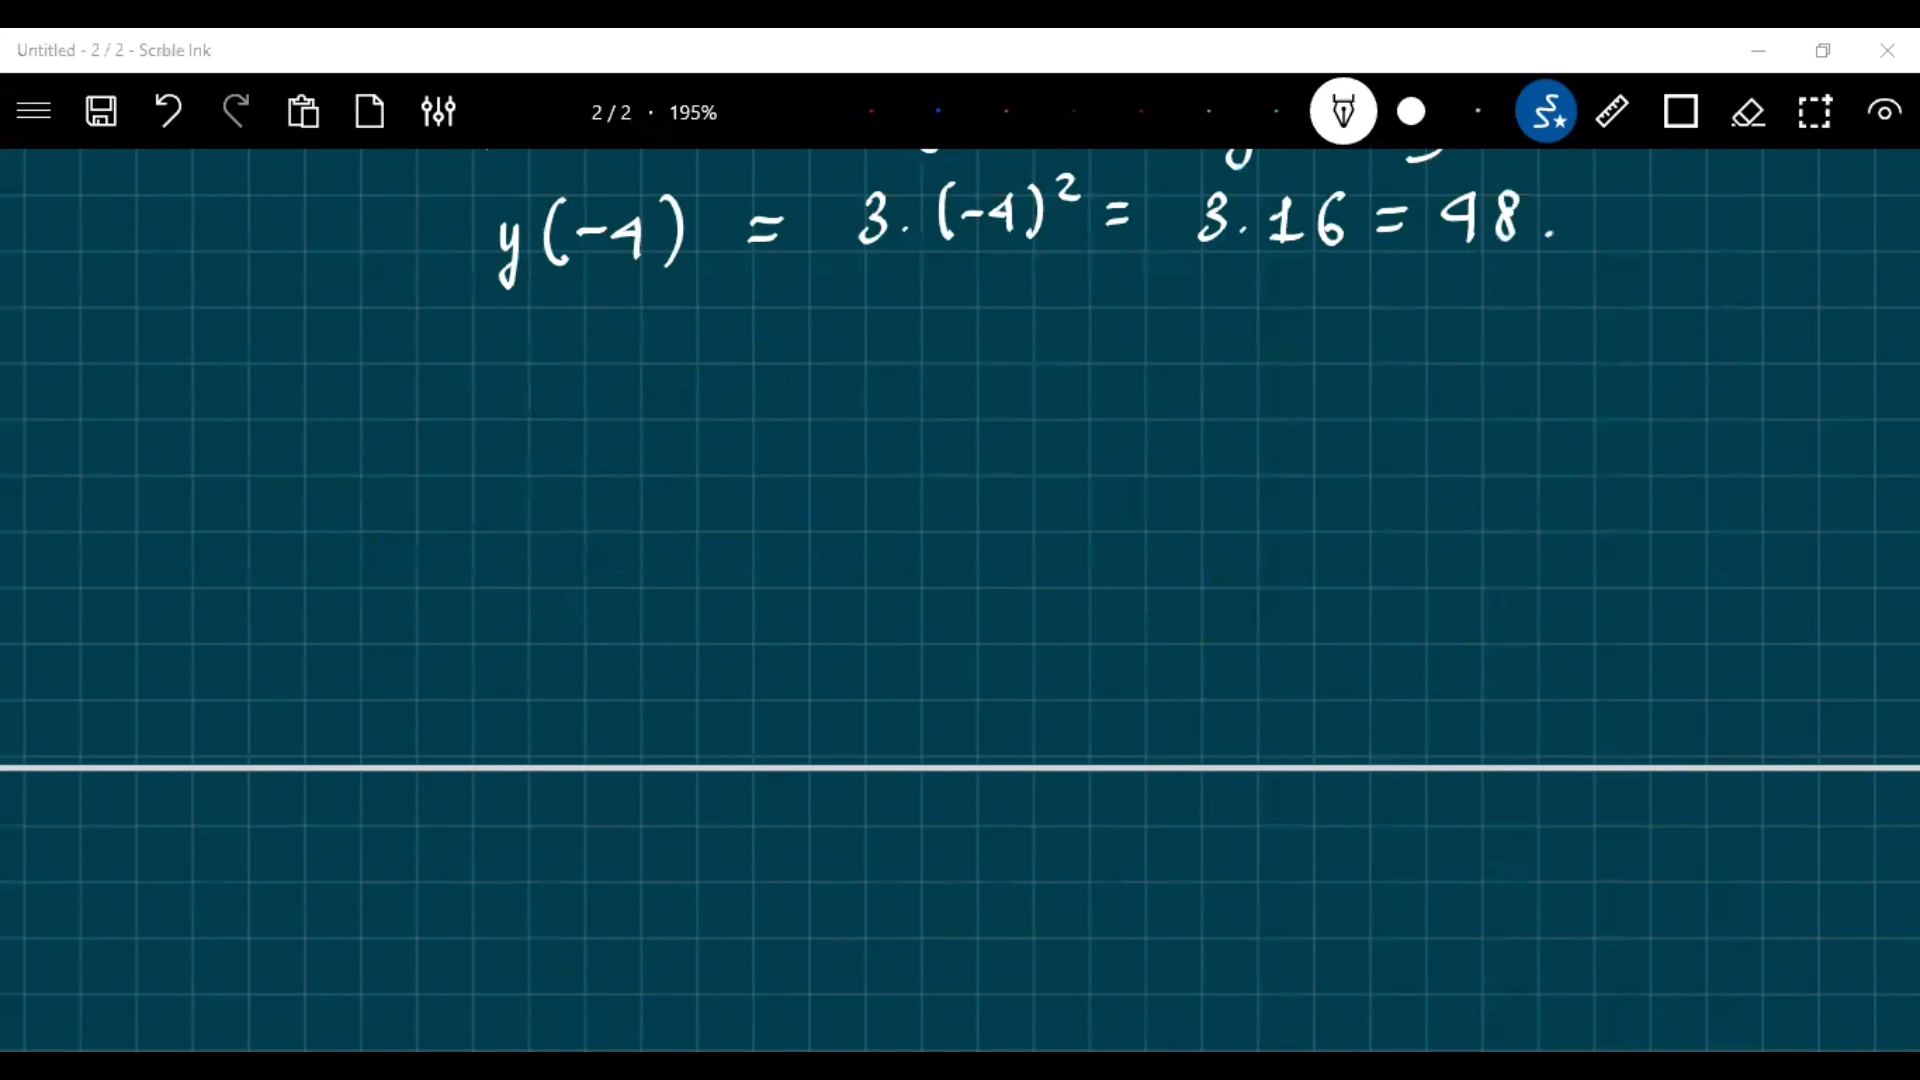 Untitled - 2 / 2 - Scrble Ink
2 / 2 · 195%
y(-4) = 3.(-4)² = 3.16 = 48.